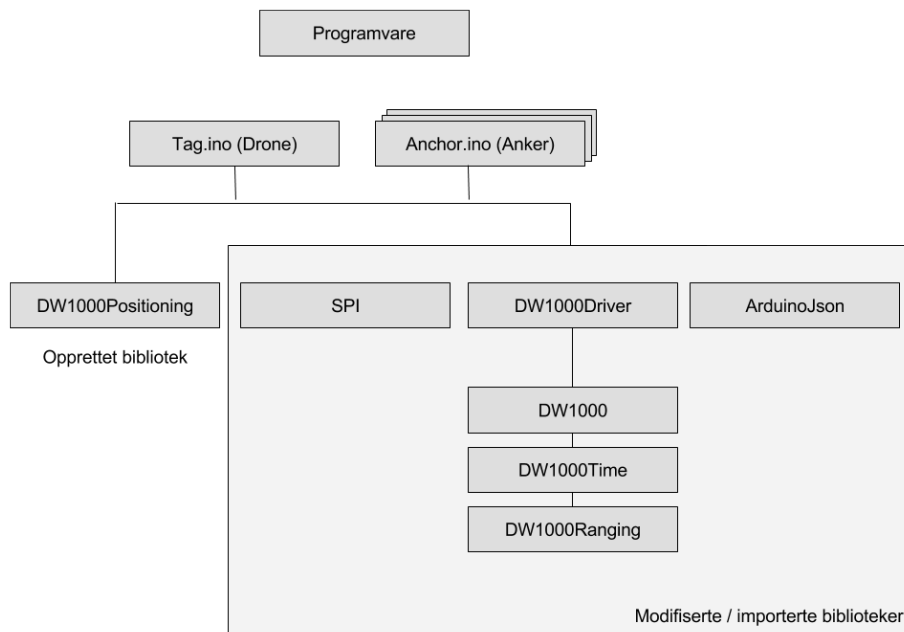 Programvare
Tag.ino (Drone)
Anchor.ino (Anker)
DW1000Positioning
SPI
DW1000Driver
ArduinoJson
Opprettet bibliotek
DW1000
DW1000Time
DW1000Ranging
Modifiserte / importerte biblioteker